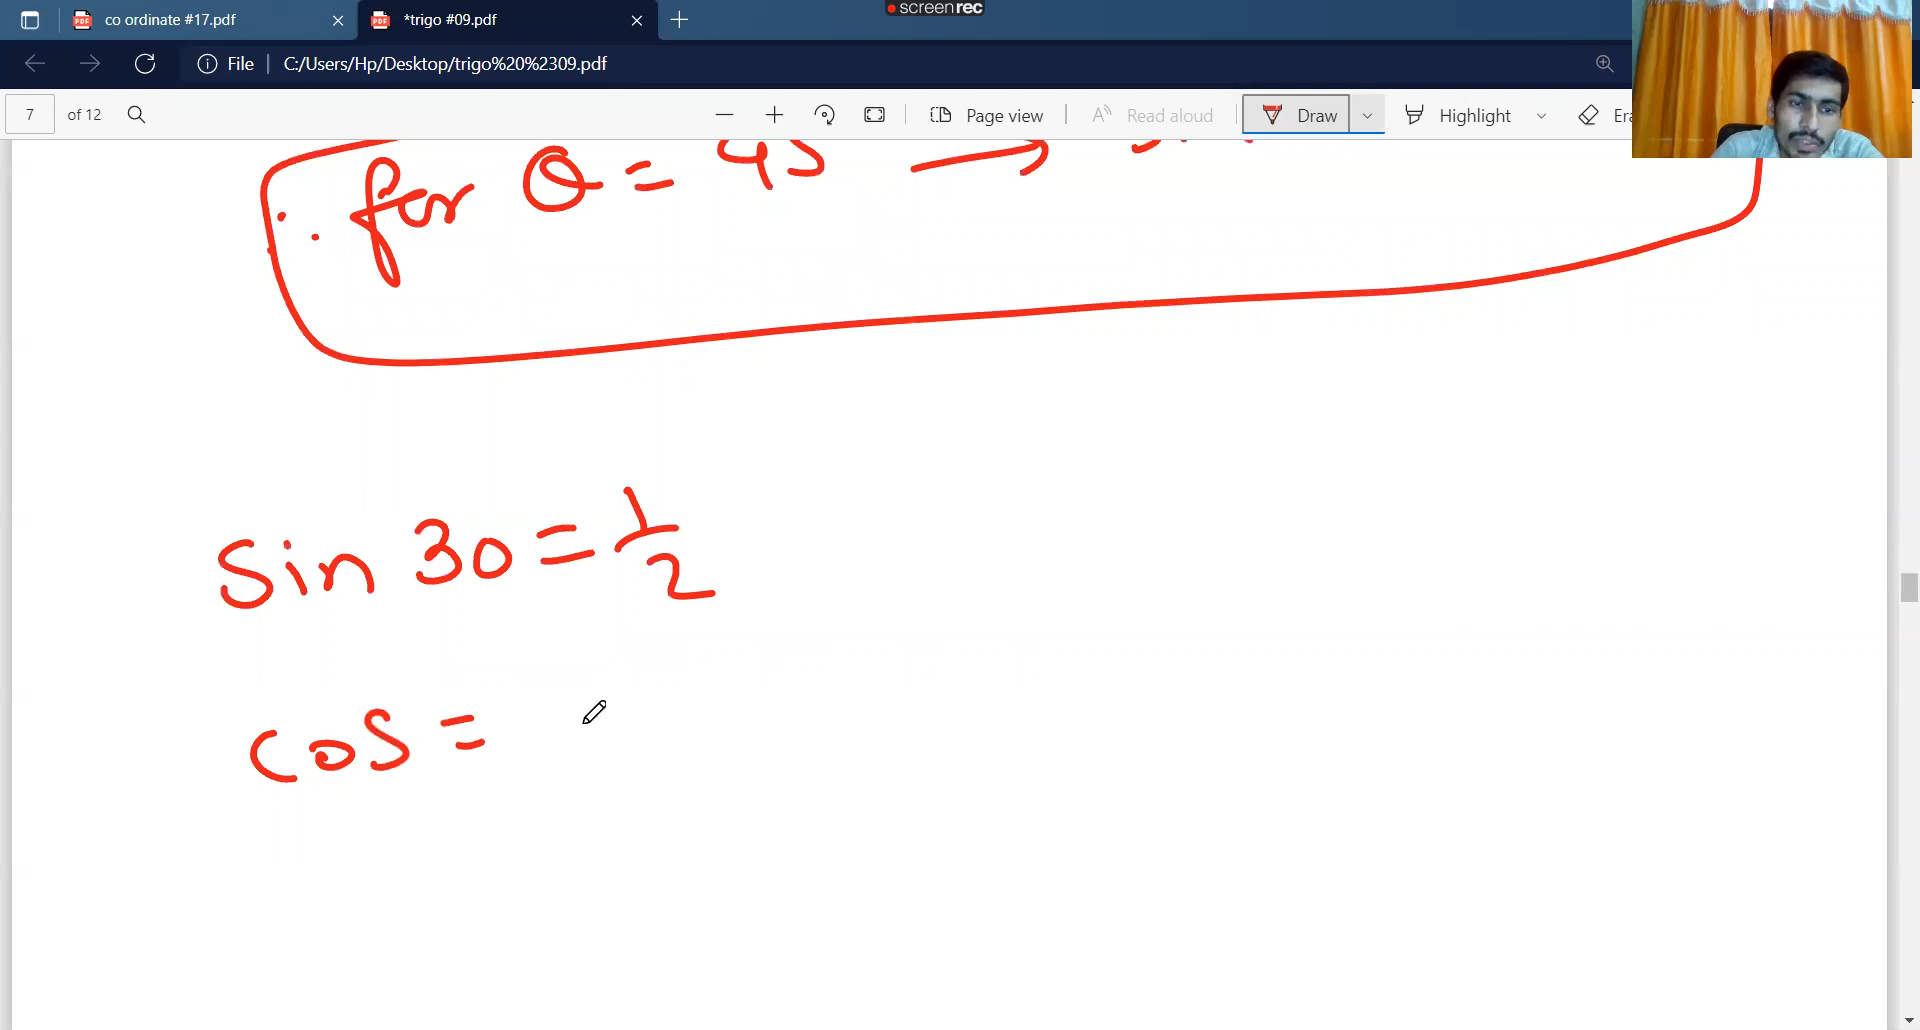 co ordinate #17.pdf
*trigo #09.pdf
screenrec
File
C:/Users/Hp/Desktop/trigo%20%2309.pdf
7 of 12
Page view
Read aloud
Draw
Highlight
∴ for θ = 45 →
Sin 30 = 1/2
Cos =